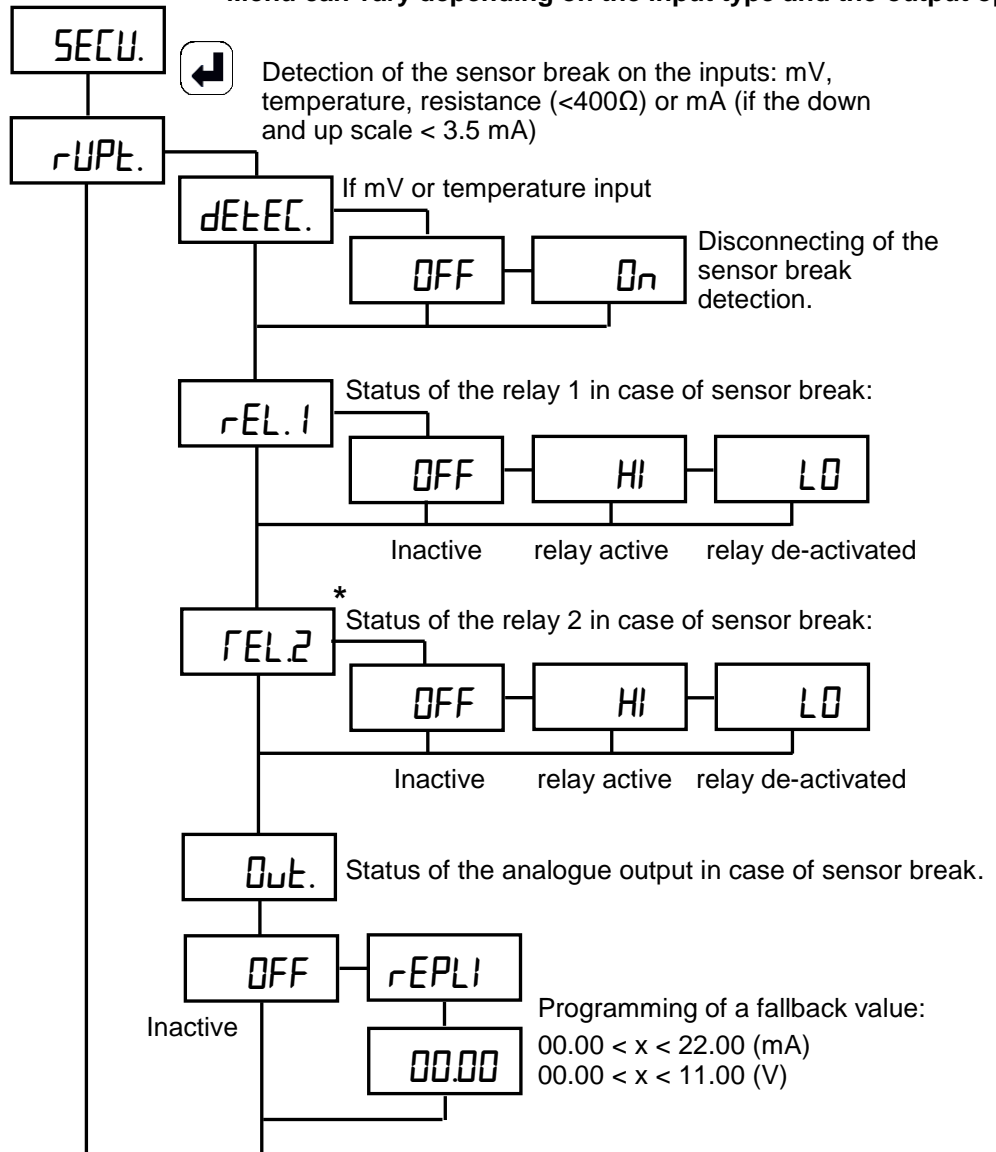 SECU.
Detection of the sensor break on the inputs: mV,
temperature, resistance (<400Ω) or mA (if the down
and up scale < 3.5 mA)
rUPt.
If mV or temperature input
dEtEC.
OFF
On
Disconnecting of the
sensor break
detection.
Status of the relay 1 in case of sensor break:
rEL.1
OFF
HI
LO
Inactive
relay active
relay de-activated
*
Status of the relay 2 in case of sensor break:
rEL.2
OFF
HI
LO
Inactive
relay active
relay de-activated
Out.
Status of the analogue output in case of sensor break.
OFF
rEPLI
Inactive
Programming of a fallback value:
00.00 < x < 22.00 (mA)
00.00
00.00 < x < 11.00 (V)